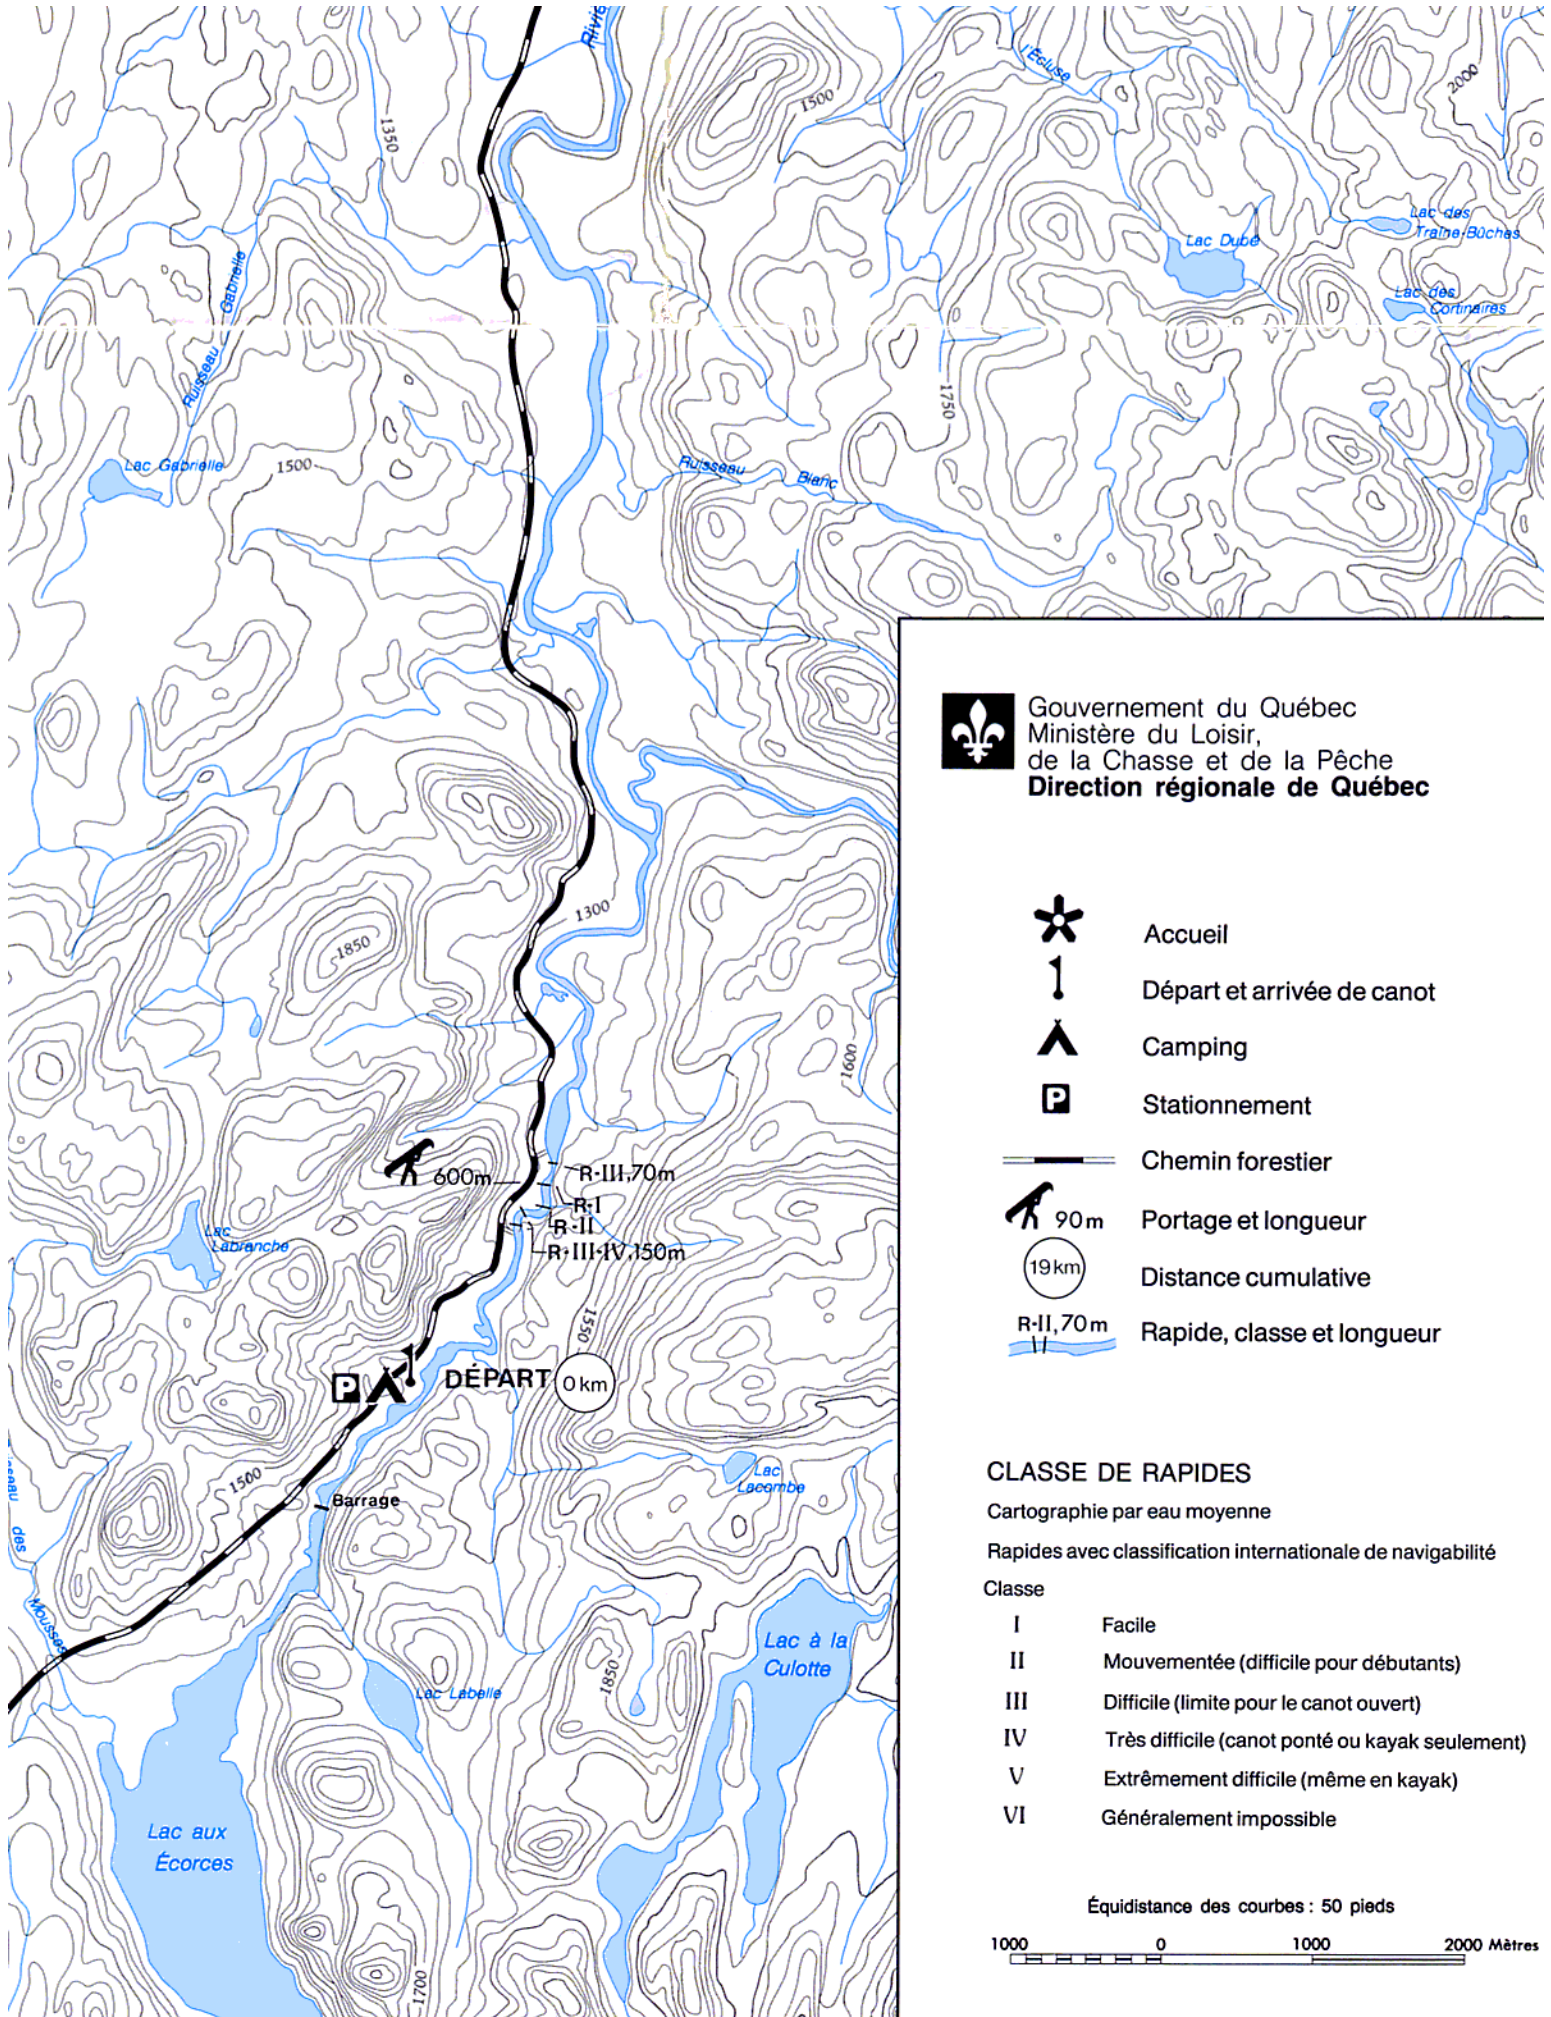 Riviè
l'Écluse
2000
1500
1350
Lac des
Traîne-Bûches
Lac Dubé
Ruisseau Gabrielle
Lac des
Cortinaires
1750
Lac Gabrielle
1500
Ruisseau Blanc
1300
1850
1600
600m
R-III,70m
R-I
R-II
R-III-IV,150m
Lac
Labranche
1550
P
DÉPART
0 km
1500
Barrage
Lac
Lacombe
des
Mousses
Lac à la
Culotte
1850
Lac Labelle
Lac aux
Écorces
1700
Gouvernement du Québec
Ministère du Loisir,
de la Chasse et de la Pêche
Direction régionale de Québec
Accueil
Départ et arrivée de canot
Camping
P Stationnement
Chemin forestier
90m Portage et longueur
19km Distance cumulative
R-II,70m Rapide, classe et longueur
CLASSE DE RAPIDES
Cartographie par eau moyenne
Rapides avec classification internationale de navigabilité
Classe
I Facile
II Mouvementée (difficile pour débutants)
III Difficile (limite pour le canot ouvert)
IV Très difficile (canot ponté ou kayak seulement)
V Extrêmement difficile (même en kayak)
VI Généralement impossible
Équidistance des courbes : 50 pieds
1000 0 1000 2000 Mètres